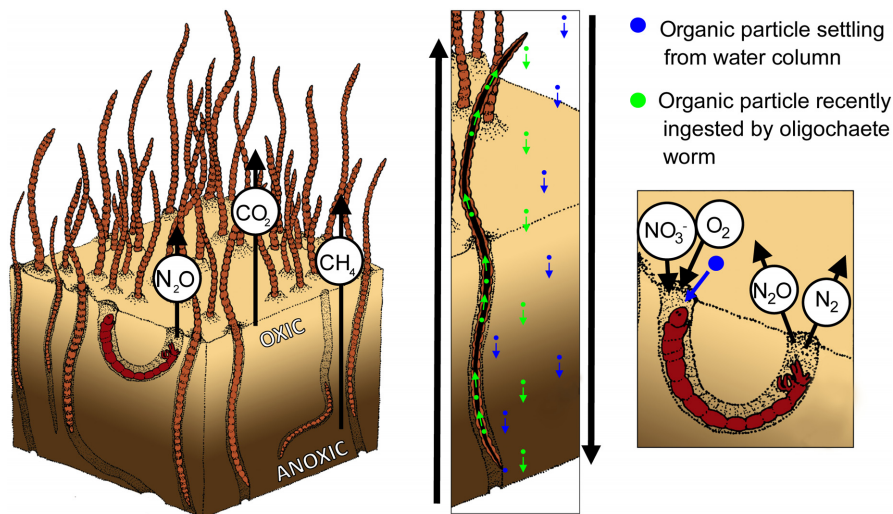 Organic particle settling
from water column
Organic particle recently
ingested by oligochaete
worm
CO₂
CH₄
N₂O
OXIC
ANOXIC
NO₃⁻
O₂
N₂O
N₂